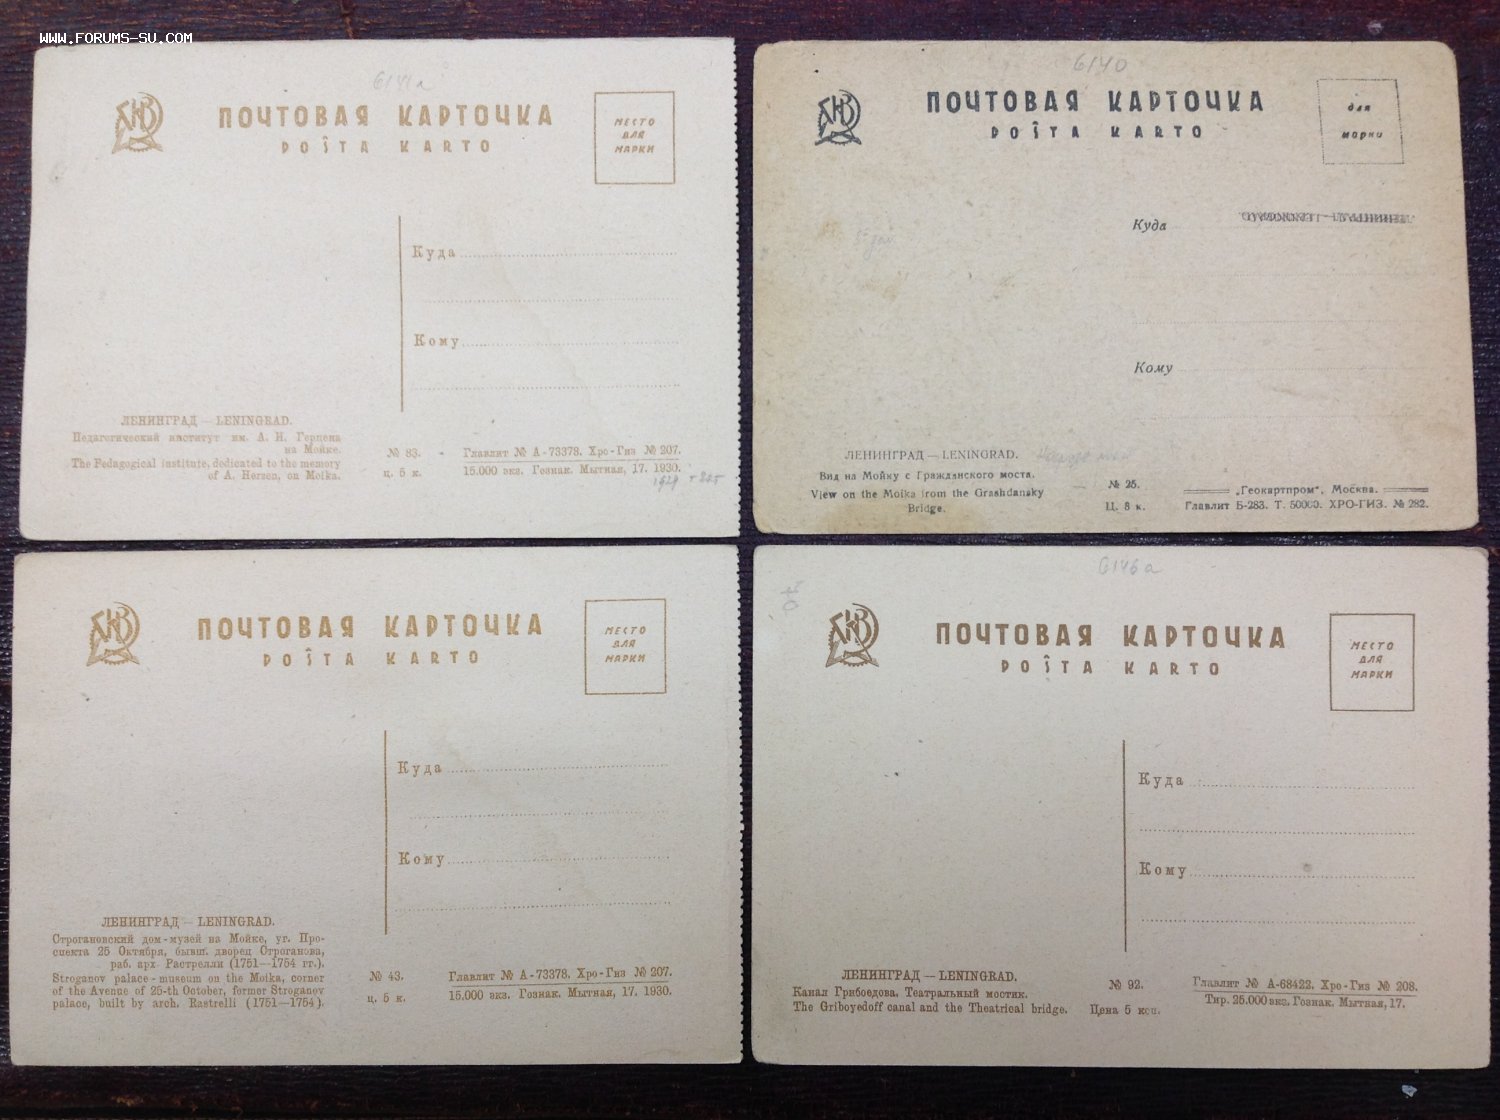 WWW.FORUMS-SU.COM
6141а
ПОЧТОВАЯ КАРТОЧКА
POŜTA KARTO
МЕСТО
ДЛЯ
МАРКИ
Куда
Кому
ЛЕНИНГРАД — LENINGRAD.
Педагогический институт им. А. И. Герцена
на Мойке.
The Pedagogical institute, dedicated to the memory
of A. Herzen, on Moika.
№ 83.
ц. 5 к.
Главлит № А-73378. Хро-Гиз № 207.
15.000 экз. Гознак. Мытная, 17. 1930.
1929
6140
ПОЧТОВАЯ КАРТОЧКА
POŜTA KARTO
для
марки
ЛЕНИНГРАД — LENINGRAD.
Куда
Кому
ЛЕНИНГРАД — LENINGRAD.
Вид на Мойку с Гражданского моста.
View on the Moika from the Grashdansky
Bridge.
№ 25.
Ц. 8 к.
„Геокартпром“, Москва.
Главлит Б-283. Т. 50000. ХРО-ГИЗ. № 282.
ПОЧТОВАЯ КАРТОЧКА
POŜTA KARTO
МЕСТО
ДЛЯ
МАРКИ
Куда
Кому
ЛЕНИНГРАД — LENINGRAD.
Строгановский дом-музей на Мойке, уг. Про-
спекта 25 Октября, бывш. дворец Строганова,
раб. арх. Растрелли (1751—1754 гг.).
Stroganov palace-museum on the Moika, corner
of the Avenue of 25-th October, former Stroganov
palace, built by arch. Rastrelli (1751—1754).
№ 43.
ц. 5 к.
Главлит № А-73378. Хро-Гиз № 207.
15.000 экз. Гознак. Мытная, 17. 1930.
6146а
ПОЧТОВАЯ КАРТОЧКА
POŜTA KARTO
МЕСТО
ДЛЯ
МАРКИ
Куда
Кому
ЛЕНИНГРАД — LENINGRAD.
Канал Грибоедова. Театральный мостик.
The Griboyedoff canal and the Theatrical bridge.
№ 92.
Цена 5 коп.
Главлит № А-68422. Хро-Гиз № 208.
Тир. 25.000 экз. Гознак. Мытная, 17.